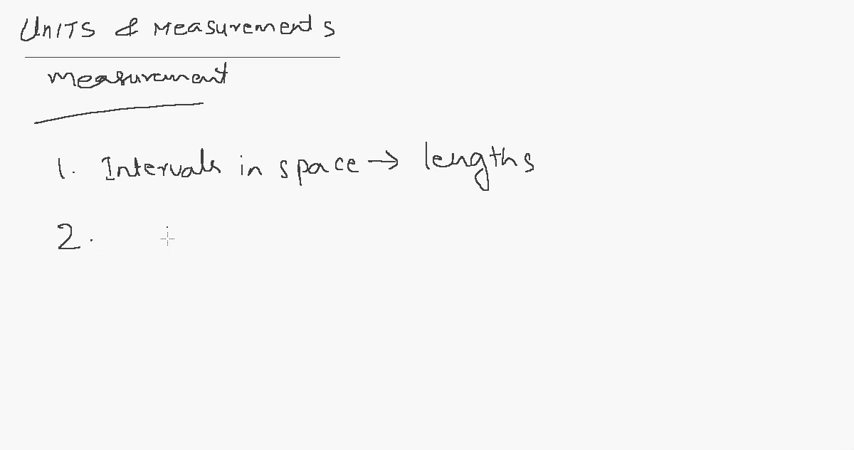 UNITS & Measurements
Measurement
1. Intervals in space → lengths
2.